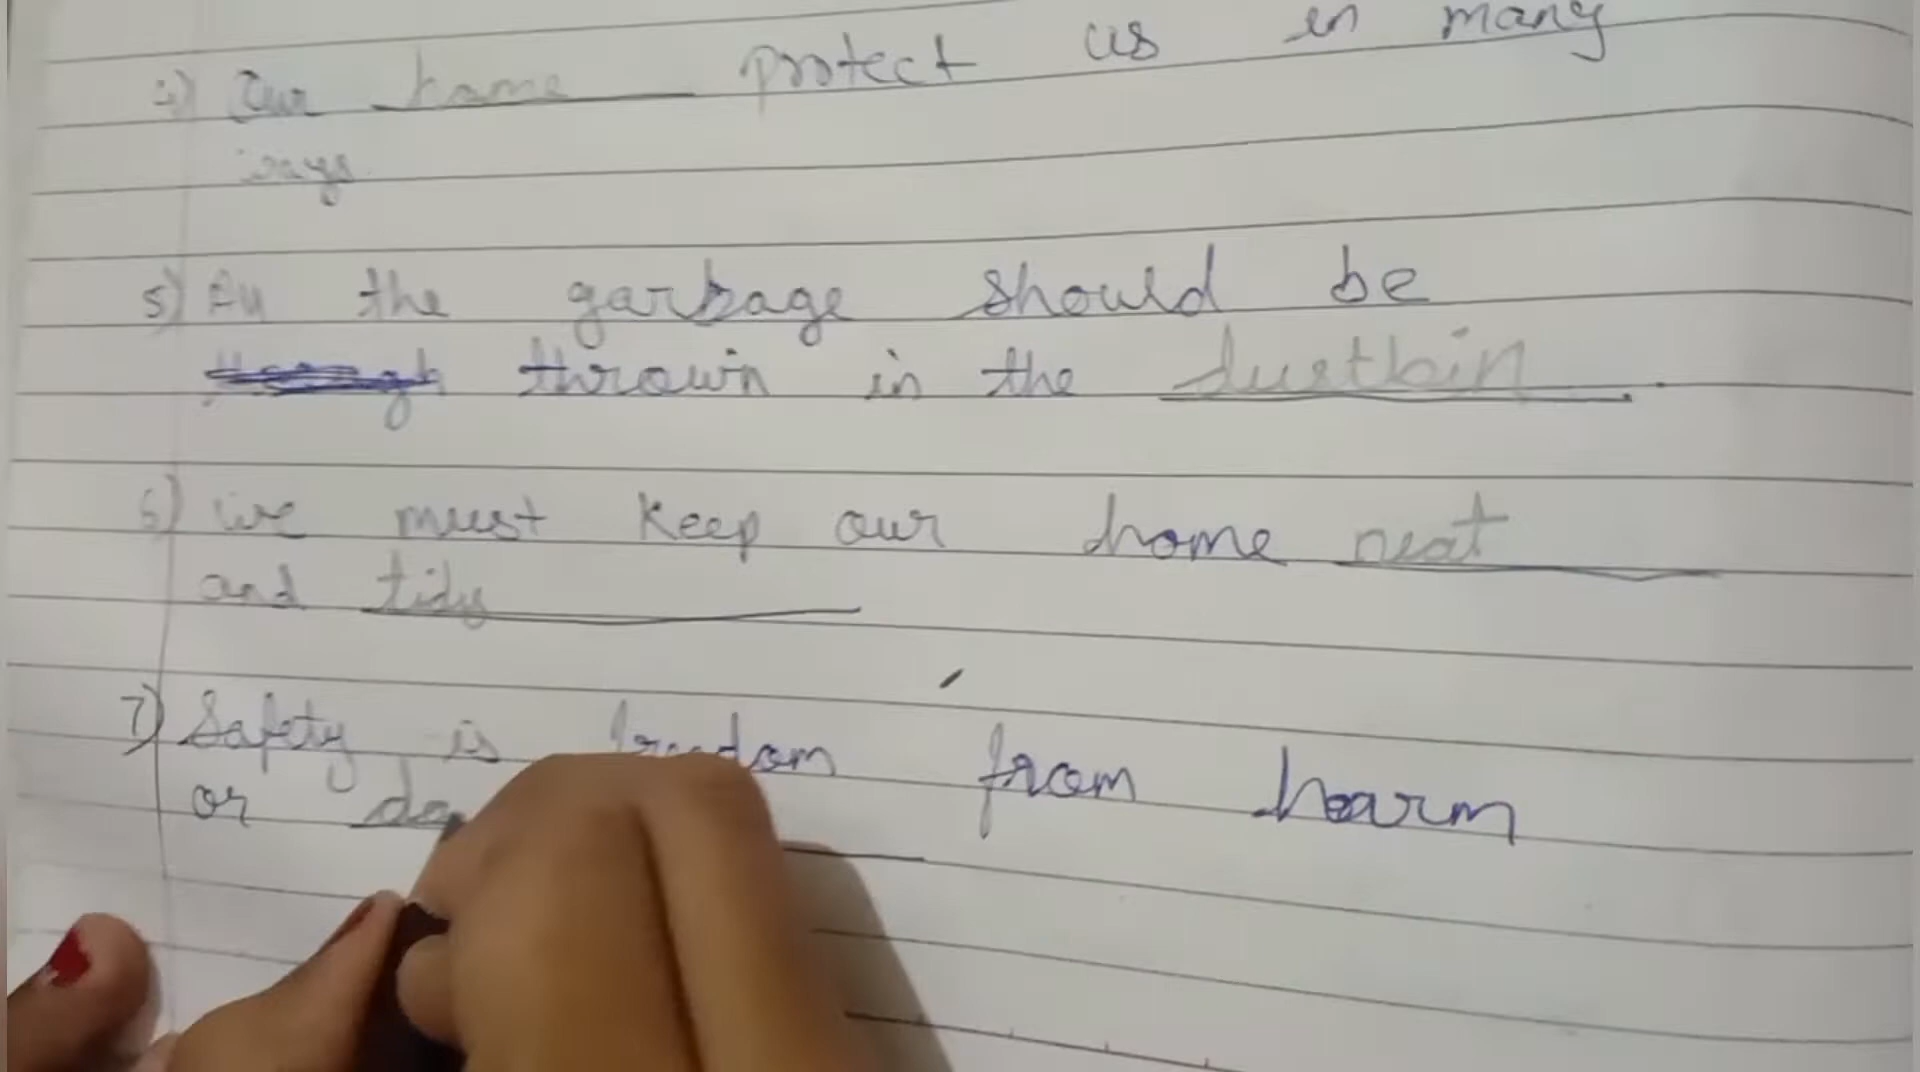 4) Our home protect us in many
ways
5) All the garbage should be
thrown in the dustbin.
6) we must keep our home neat
and tidy
7) Safety is freedom from hearm
or